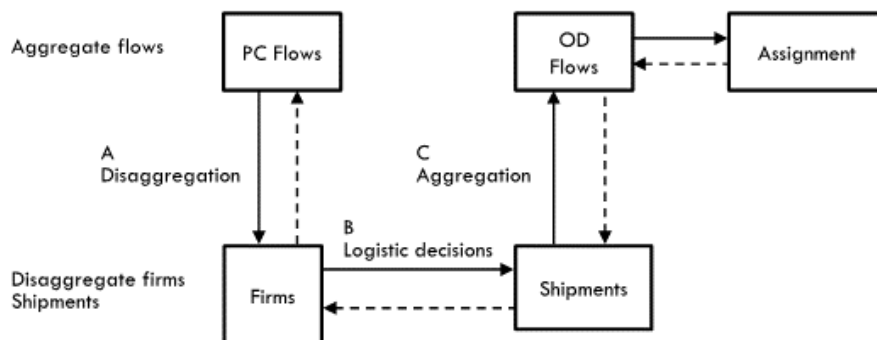 Aggregate flows
PC Flows
OD
Flows
Assignment
A
Disaggregation
C
Aggregation
B
Logistic decisions
Disaggregate firms
Shipments
Firms
Shipments